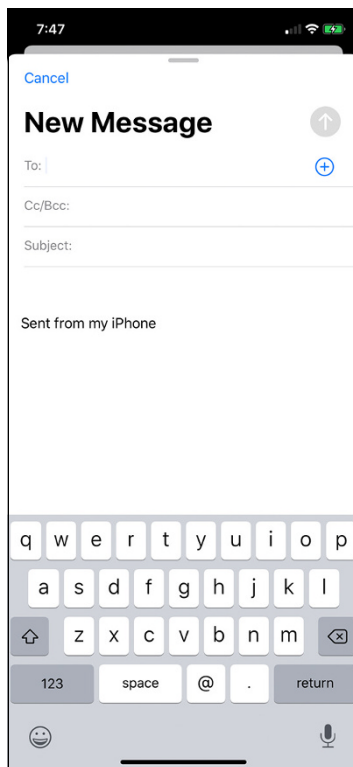 7:47
Cancel
New Message
To:
Cc/Bcc:
Subject:
Sent from my iPhone
q w e r t y u i o p
a s d f g h j k l
z x c v b n m
123 space @ . return